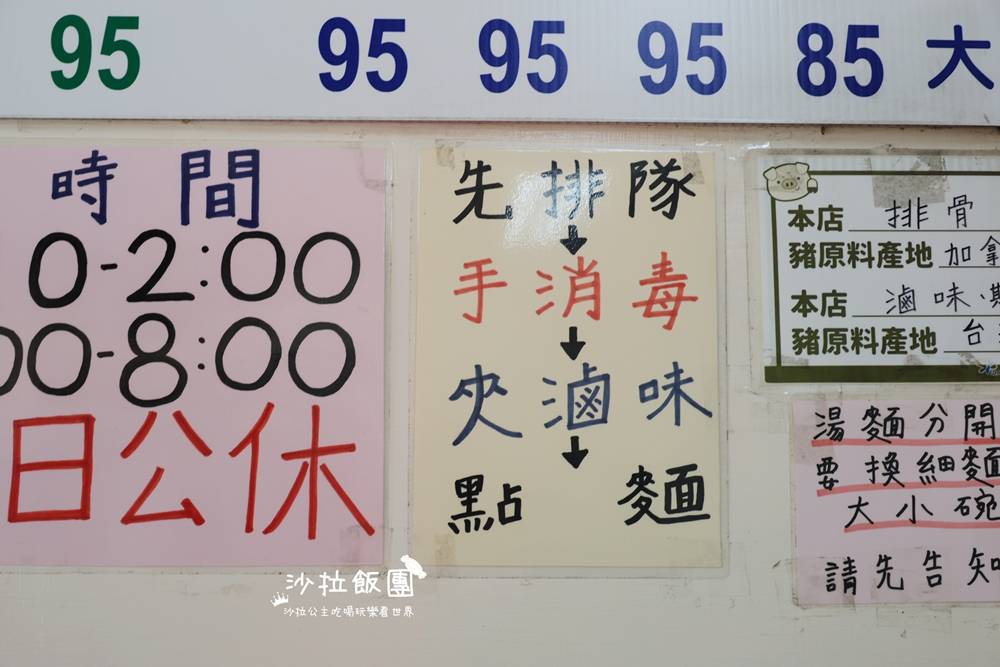 95 95 95 95 85 大
時間
0-2:00
00-8:00
日公休
先排隊
手消毒
夾滷味
點麵
本店 排骨
豬原料產地 加拿
本店 滷味、
豬原料產地 台
湯麵分開
要換細麵
大小碗
請先告知
沙拉飯團
沙拉公主吃喝玩樂看世界